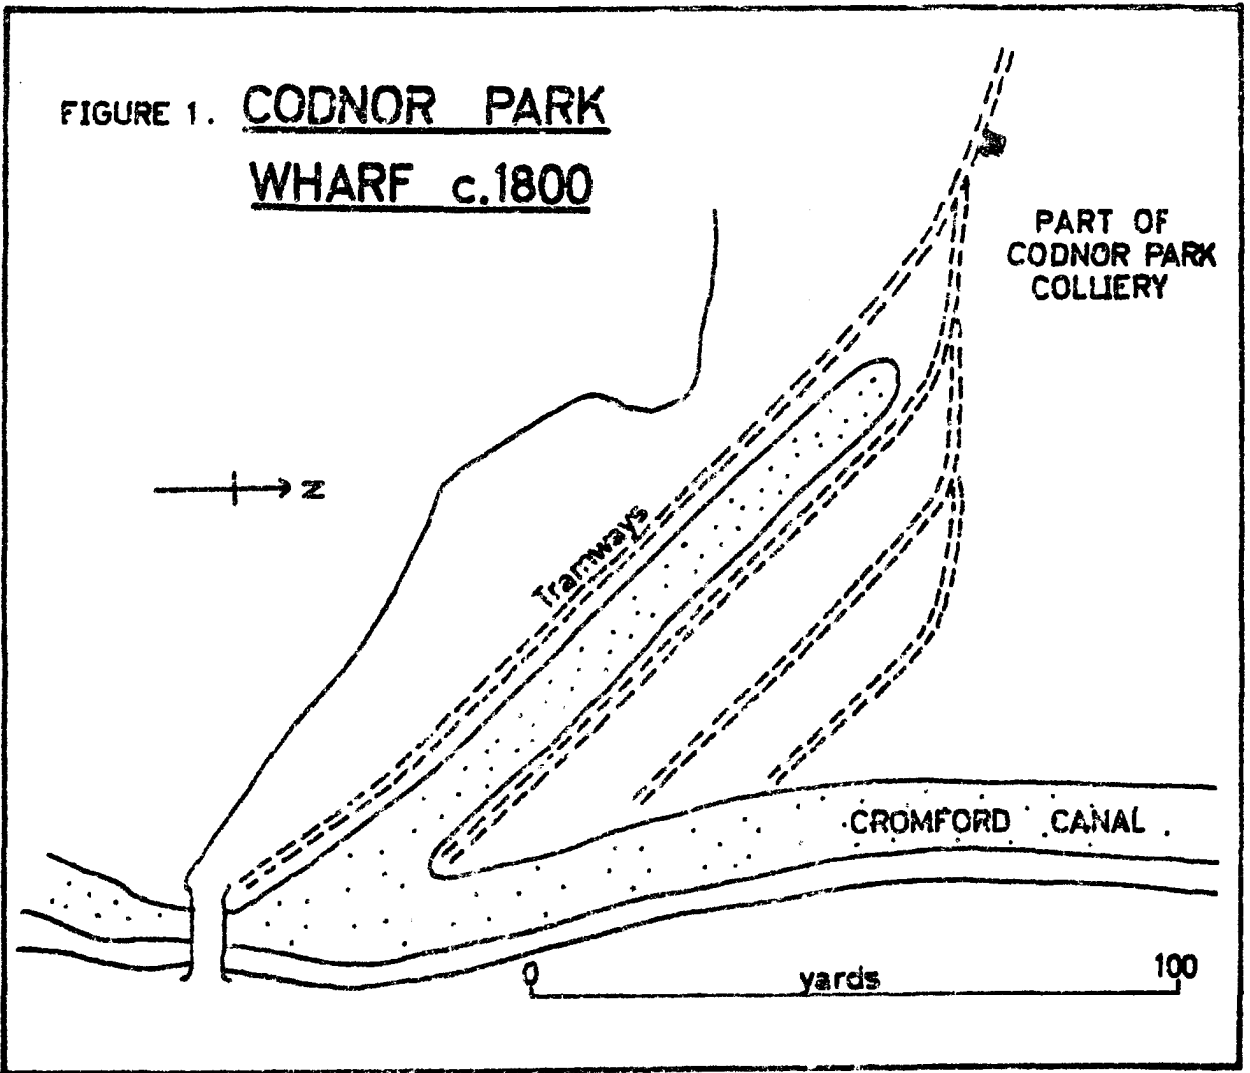 FIGURE 1. CODNOR PARK
WHARF c.1800
PART OF
CODNOR PARK
COLLIERY
N
Tramways
CROMFORD CANAL
0 yards 100